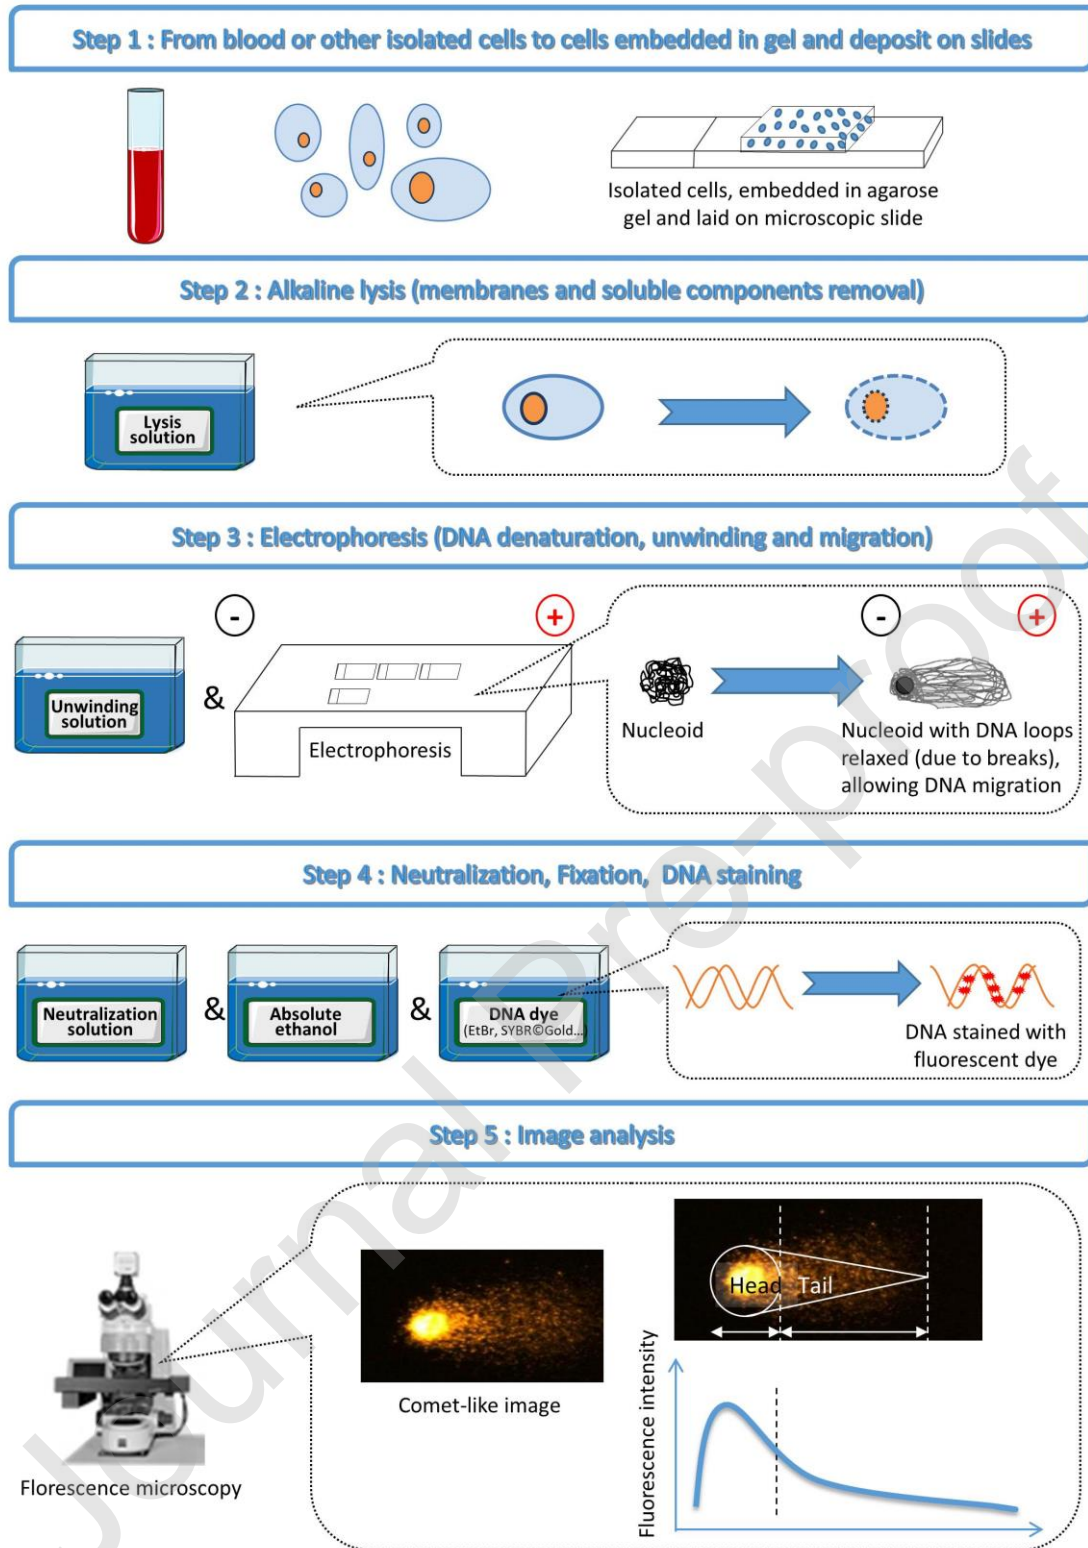 Step 1 : From blood or other isolated cells to cells embedded in gel and deposit on slides
Isolated cells, embedded in agarose
gel and laid on microscopic slide
Step 2 : Alkaline lysis (membranes and soluble components removal)
Lysis
solution
Step 3 : Electrophoresis (DNA denaturation, unwinding and migration)
-
+
-
+
Unwinding
solution
&
Electrophoresis
Nucleoid
Nucleoid with DNA loops
relaxed (due to breaks),
allowing DNA migration
Step 4 : Neutralization, Fixation, DNA staining
Neutralization
solution
&
Absolute
ethanol
&
DNA dye
(EtBr, SYBR©Gold...)
DNA stained with
fluorescent dye
Step 5 : Image analysis
Florescence microscopy
Comet-like image
Head
Tail
Fluorescence intensity
Journal Pre-proof